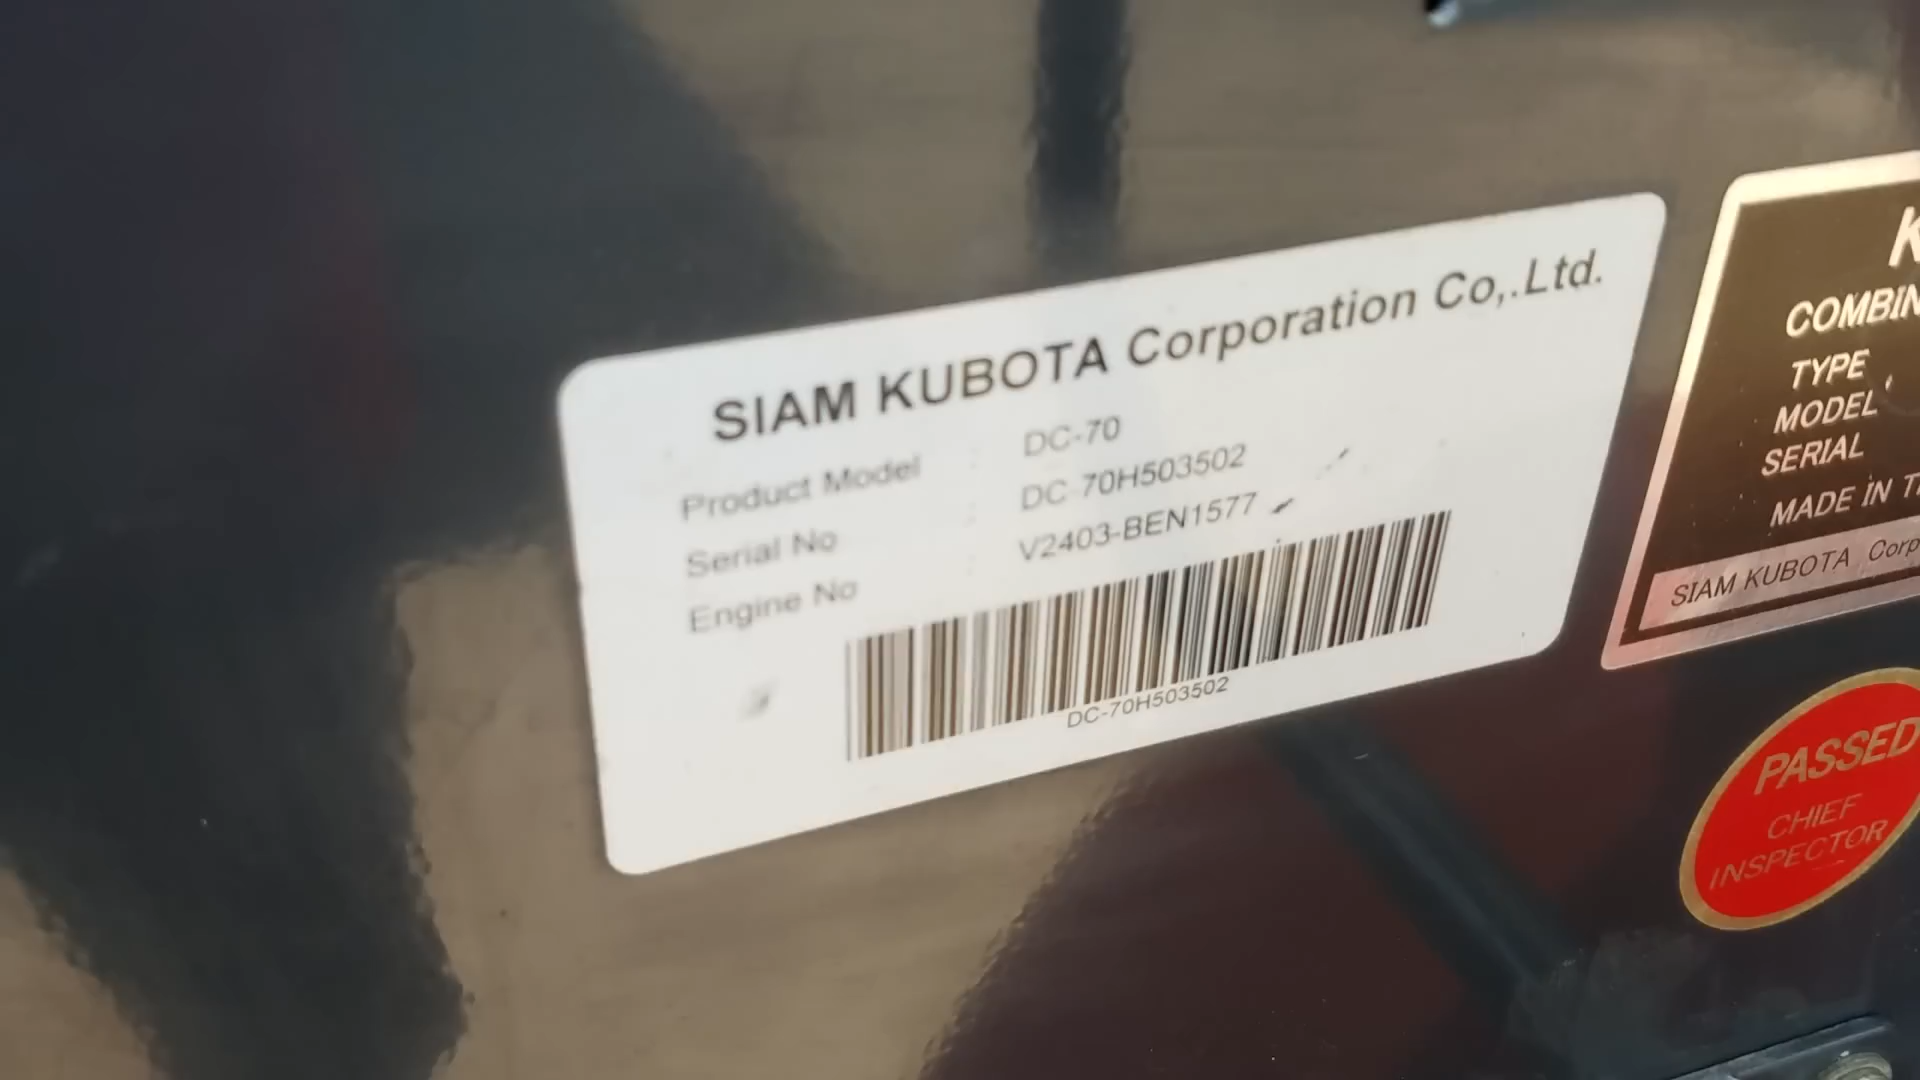 SIAM KUBOTA Corporation Co,.Ltd.
Product Model : DC-70
Serial No : DC-70H503502
Engine No : V2403-BEN1577
DC-70H503502
K
COMBIN
TYPE
MODEL
SERIAL
MADE IN T
SIAM KUBOTA Corp
PASSED
CHIEF
INSPECTOR